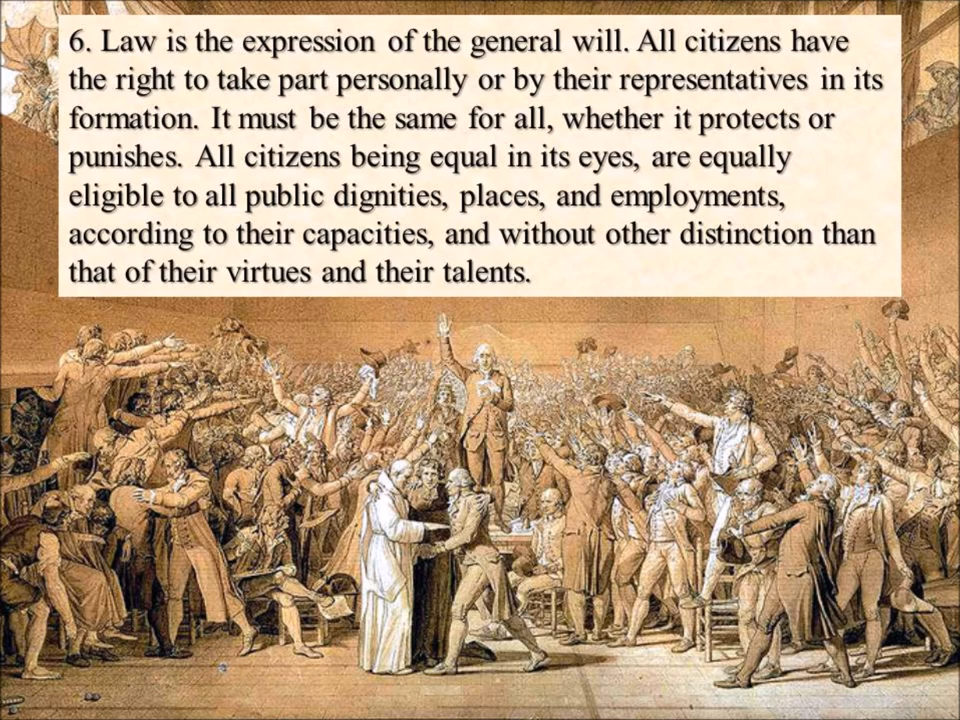 6. Law is the expression of the general will. All citizens have
the right to take part personally or by their representatives in its
formation. It must be the same for all, whether it protects or
punishes. All citizens being equal in its eyes, are equally
eligible to all public dignities, places, and employments,
according to their capacities, and without other distinction than
that of their virtues and their talents.